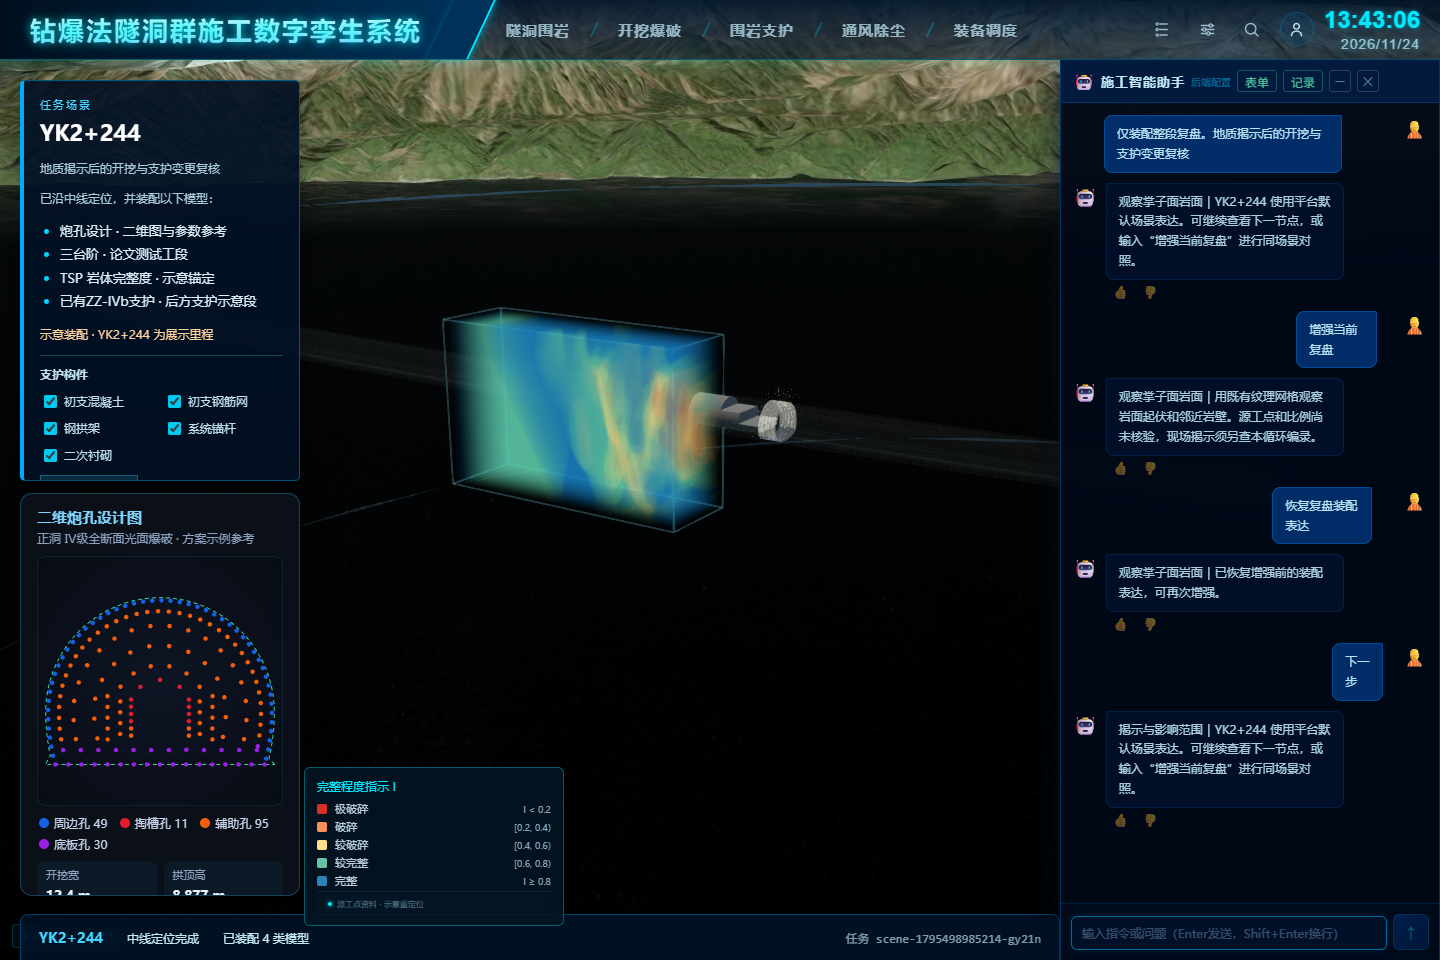 钻爆法隧洞群施工数字孪生系统
隧洞围岩 / 开挖爆破 / 围岩支护 / 通风除尘 / 装备调度
13:43:06
2026/11/24
任务场景
YK2+244
地质揭示后的开挖与支护变更复核
已沿中线定位，并装配以下模型：
炮孔设计 · 二维图与参数参考
三台阶 · 论文测试工段
TSP 岩体完整度 · 示意锚定
已有ZZ-IVb支护 · 后方支护示意段
示意装配 · YK2+244 为展示里程
支护构件
初支混凝土 初支钢筋网
钢拱架 系统锚杆
二次衬砌
二维炮孔设计图
正洞 IV级全断面光面爆破 · 方案示例参考
周边孔 49 掏槽孔 11 辅助孔 95
底板孔 30
开挖宽 拱顶高
12.4 m 8.877 m
完整程度指示 I
极破碎 I < 0.2
破碎 [0.2, 0.4)
较破碎 [0.4, 0.6)
较完整 [0.6, 0.8)
完整 I ≥ 0.8
源工点资料 · 示意重定位
YK2+244 中线定位完成 已装配 4 类模型 任务 scene-1795498985214-gy21n
施工智能助手 后端配置 表单 记录
仅装配整段复盘。地质揭示后的开挖与
支护变更复核
观察掌子面岩面 | YK2+244 使用平台默
认场景表达。可继续查看下一节点，或
输入“增强当前复盘”进行同场景对
照。
增强当前
复盘
观察掌子面岩面 | 用既有纹理网格观察
岩面起伏和邻近岩壁。源工点和比例尚
未核验，现场揭示须另查本循环编录。
恢复复盘装配
表达
观察掌子面岩面 | 已恢复增强前的装配
表达，可再次增强。
下一
步
揭示与影响范围 | YK2+244 使用平台默
认场景表达。可继续查看下一节点，或
输入“增强当前复盘”进行同场景对
照。
输入指令或问题（Enter发送，Shift+Enter换行）